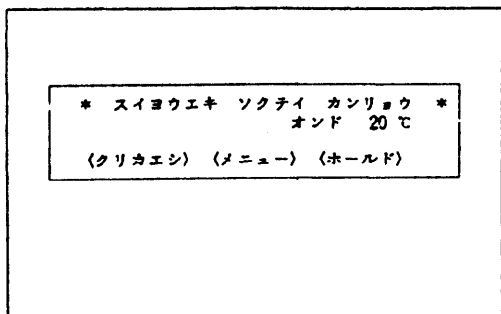 * スイヨウエキ ソクテイ カンリョウ *
オンド 20 ℃
〈クリカエシ〉 〈メニュー〉 〈ホールド〉